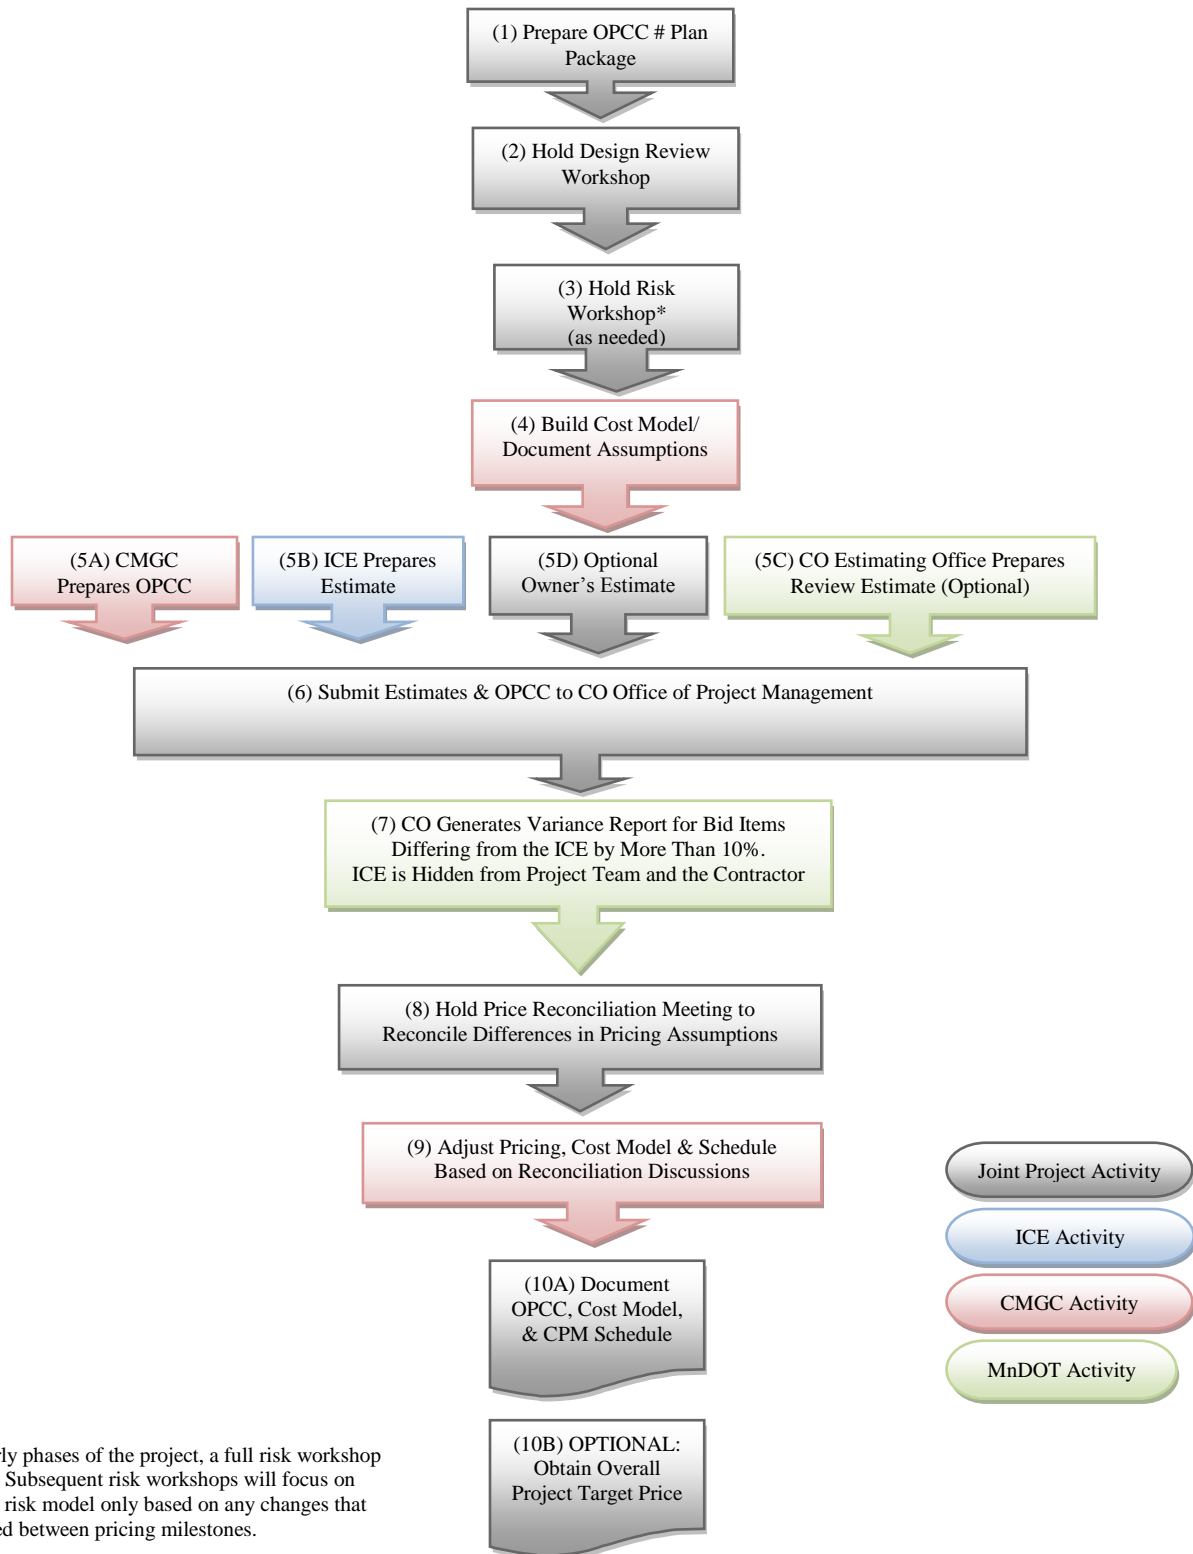 (1) Prepare OPCC # Plan
Package
(2) Hold Design Review
Workshop
(3) Hold Risk
Workshop*
(as needed)
(4) Build Cost Model/
Document Assumptions
(5A) CMGC
Prepares OPCC
(5B) ICE Prepares
Estimate
(5D) Optional
Owner's Estimate
(5C) CO Estimating Office Prepares
Review Estimate (Optional)
(6) Submit Estimates & OPCC to CO Office of Project Management
(7) CO Generates Variance Report for Bid Items
Differing from the ICE by More Than 10%.
ICE is Hidden from Project Team and the Contractor
(8) Hold Price Reconciliation Meeting to
Reconcile Differences in Pricing Assumptions
(9) Adjust Pricing, Cost Model & Schedule
Based on Reconciliation Discussions
(10A) Document
OPCC, Cost Model,
& CPM Schedule
(10B) OPTIONAL:
Obtain Overall
Project Target Price
Joint Project Activity
ICE Activity
CMGC Activity
MnDOT Activity
phases of the project, a full risk workshop
Subsequent risk workshops will focus on
risk model only based on any changes that
between pricing milestones.